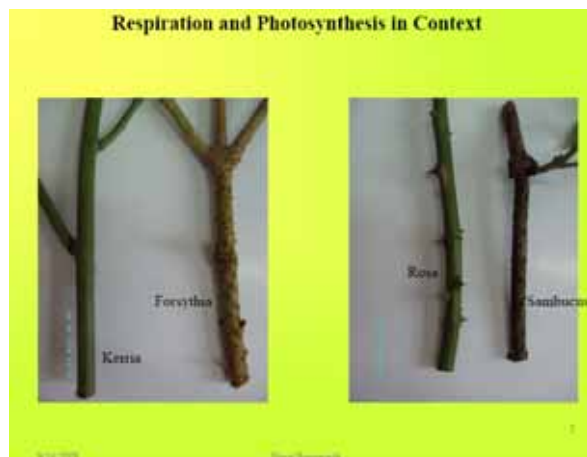 Respiration and Photosynthesis in Context
Forsythia
Kerria
Rosa
Sambucus